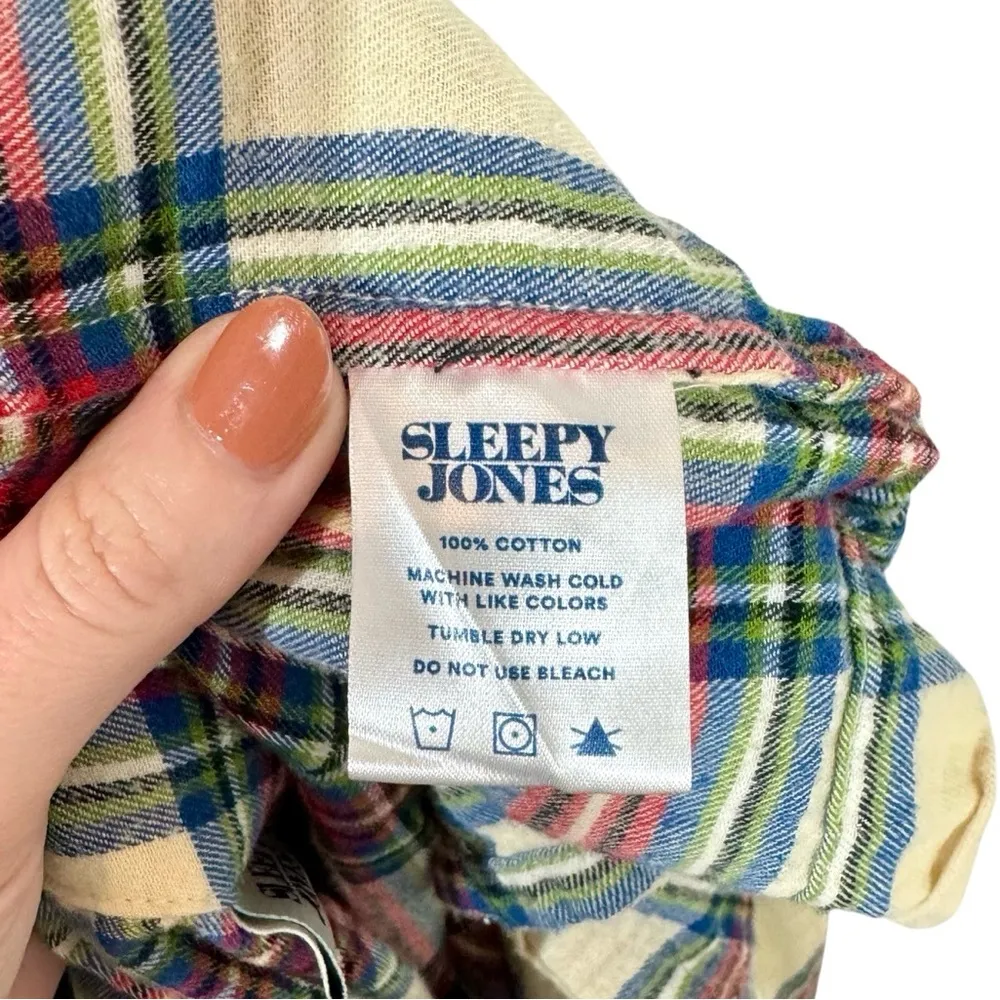 SLEEPY
JONES
100% COTTON
MACHINE WASH COLD
WITH LIKE COLORS
TUMBLE DRY LOW
DO NOT USE BLEACH